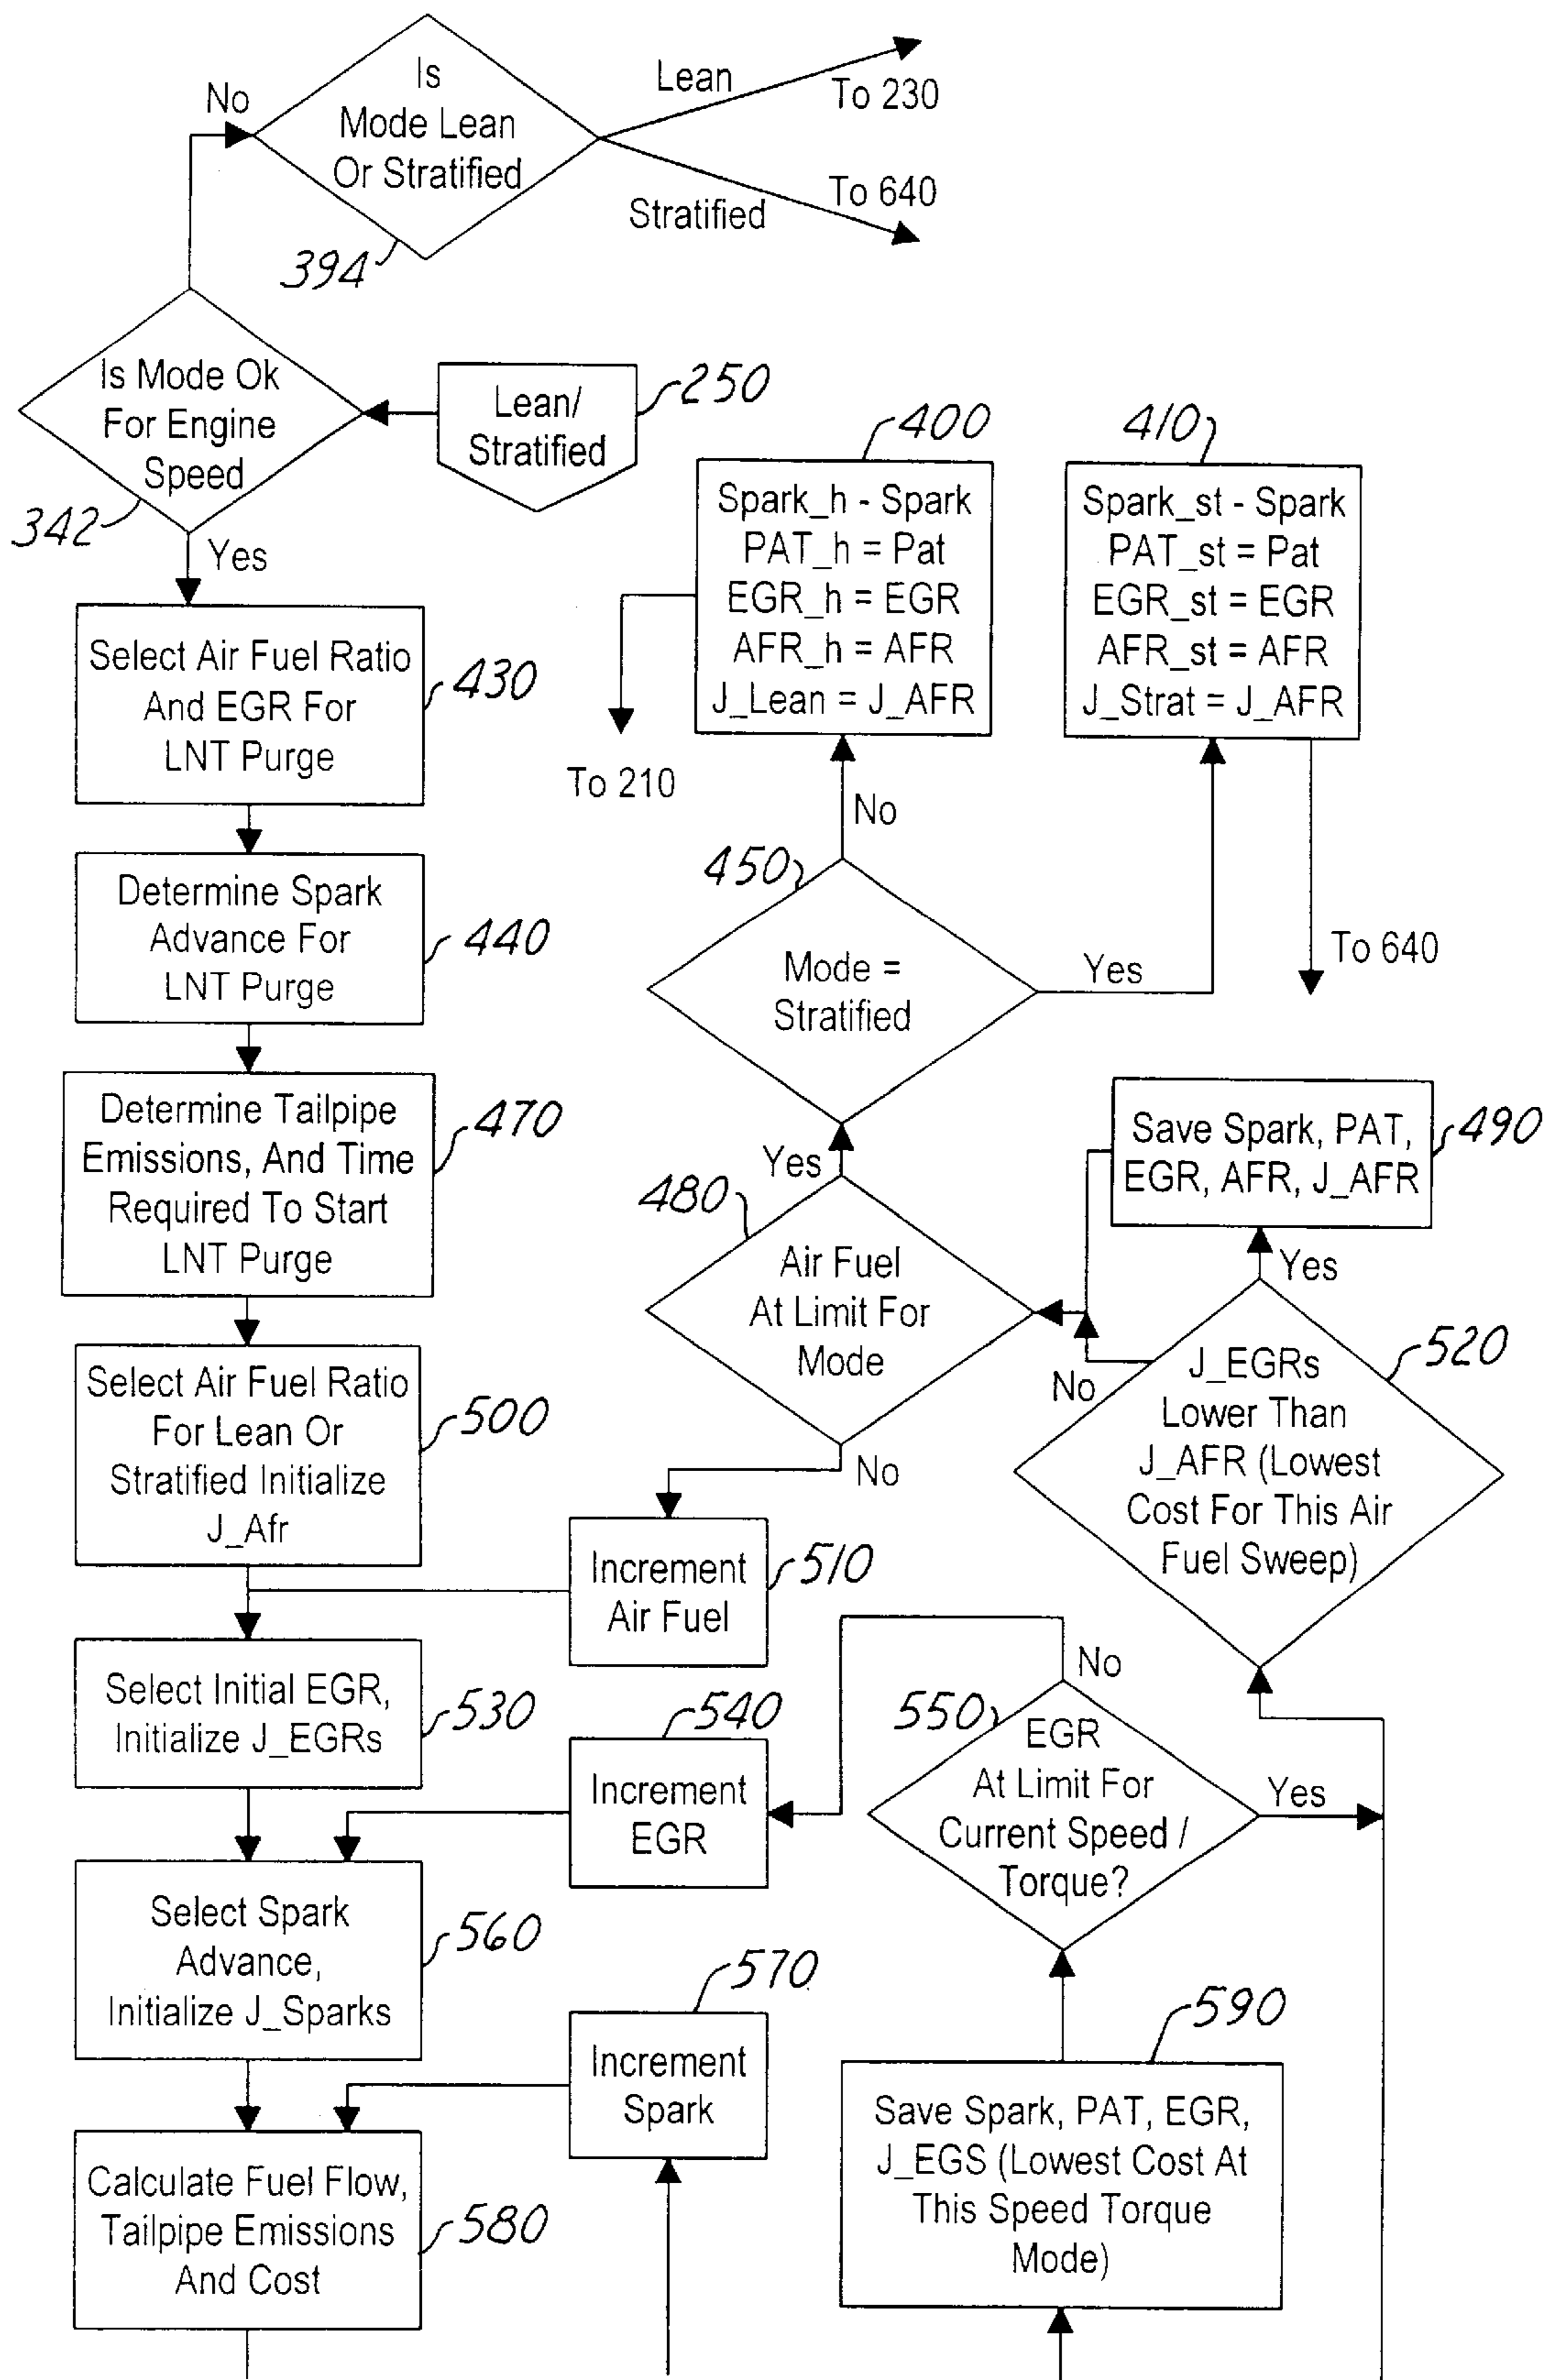 Is
Mode Lean
Or Stratified
No
Lean
To 230
To 640
Stratified
394
Is Mode Ok
For Engine
Speed
342
Yes
Lean/
Stratified
250
400
Spark_h - Spark
PAT_h = Pat
EGR_h = EGR
AFR_h = AFR
J_Lean = J_AFR
To 210
410
Spark_st - Spark
PAT_st = Pat
EGR_st = EGR
AFR_st = AFR
J_Strat = J_AFR
To 640
Select Air Fuel Ratio
And EGR For
LNT Purge
430
Determine Spark
Advance For
LNT Purge
440
No
450
Mode =
Stratified
Yes
Determine Tailpipe
Emissions, And Time
Required To Start
LNT Purge
470
Yes
480
Air Fuel
At Limit For
Mode
No
Save Spark, PAT,
EGR, AFR, J_AFR
490
Yes
No
J_EGRs
Lower Than
J_AFR (Lowest
Cost For This Air
Fuel Sweep)
520
Select Air Fuel Ratio
For Lean Or
Stratified Initialize
J_Afr
500
Increment
Air Fuel
510
Select Initial EGR,
Initialize J_EGRs
530
540
Increment
EGR
No
550
EGR
At Limit For
Current Speed /
Torque?
Yes
Select Spark
Advance,
Initialize J_Sparks
560
570
Increment
Spark
590
Save Spark, PAT, EGR,
J_EGS (Lowest Cost At
This Speed Torque
Mode)
Calculate Fuel Flow,
Tailpipe Emissions
And Cost
580